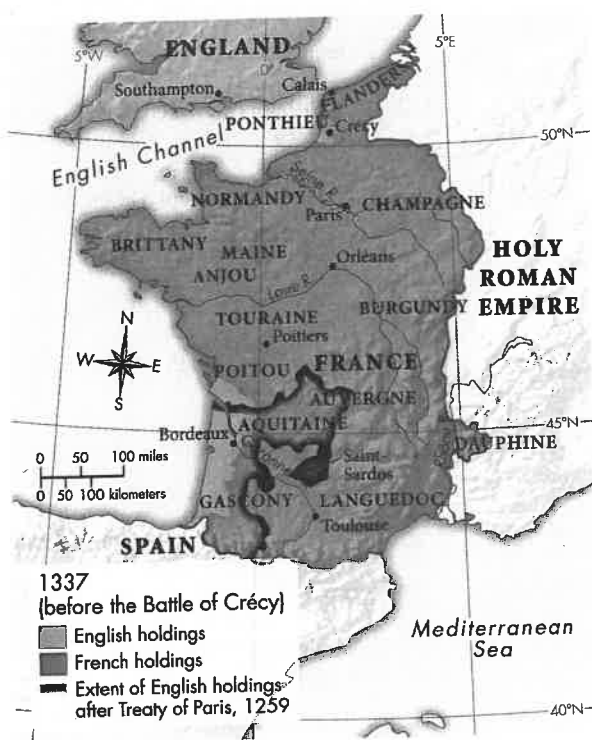 5°W
ENGLAND
0°
5°E
Southampton
Calais
FLANDERS
PONTHIEU
Crécy
50°N
English Channel
NORMANDY
Seine R.
Paris
CHAMPAGNE
BRITTANY
MAINE
ANJOU
Orléans
HOLY
ROMAN
EMPIRE
Loire R.
BURGUNDY
TOURAINE
N
W
E
S
Poitiers
POITOU
FRANCE
AUVERGNE
AQUITAINE
45°N
Bordeaux
DAUPHINE
0 50 100 miles
0 50 100 kilometers
Saint-
Sardos
GASCONY
LANGUEDOC
Toulouse
SPAIN
1337
(before the Battle of Crécy)
English holdings
French holdings
Extent of English holdings
after Treaty of Paris, 1259
Mediterranean
Sea
40°N